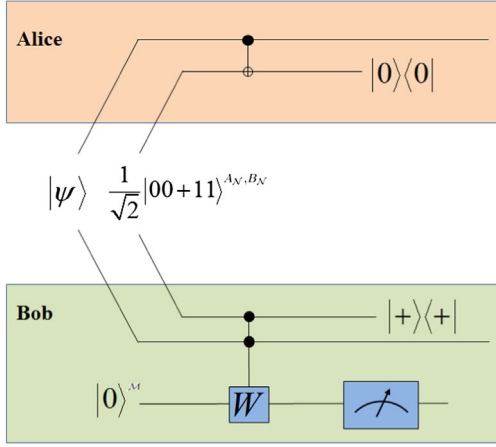 Alice
|0⟩⟨0|
|ψ⟩ 1/√2 |00+11⟩^{A_𝒩,B_𝒩}
Bob
|+⟩⟨+|
|0⟩^ℳ
W